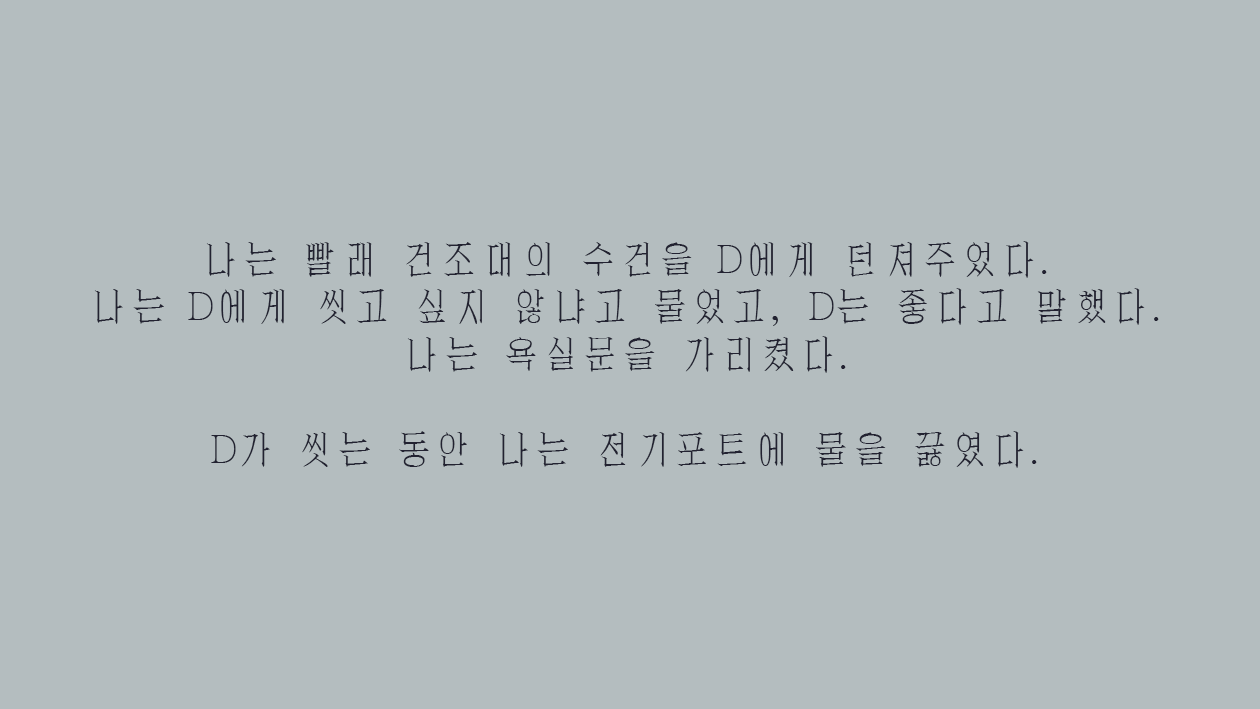 나는 빨래 건조대의 수건을 D에게 던져주었다.
나는 D에게 씻고 싶지 않냐고 물었고, D는 좋다고 말했다.
나는 욕실문을 가리켰다.
D가 씻는 동안 나는 전기포트에 물을 끓였다.